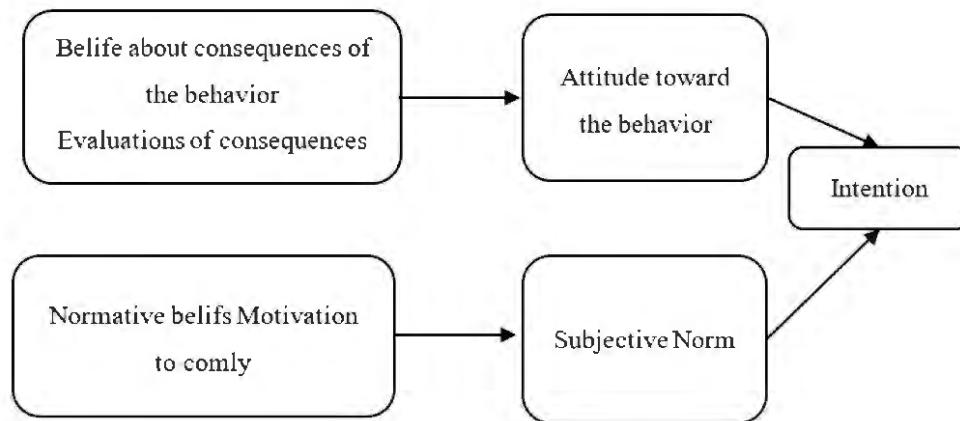 Belife about consequences of
the behavior
Evaluations of consequences
Attitude toward
the behavior
Intention
Normative belifs Motivation
to comly
Subjective Norm